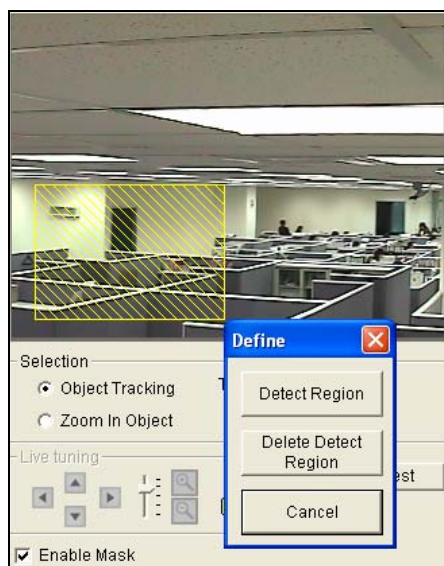 Define
Selection
Object Tracking
Zoom In Object
Detect Region
Delete Detect
Region
Cancel
Live tuning
Enable Mask